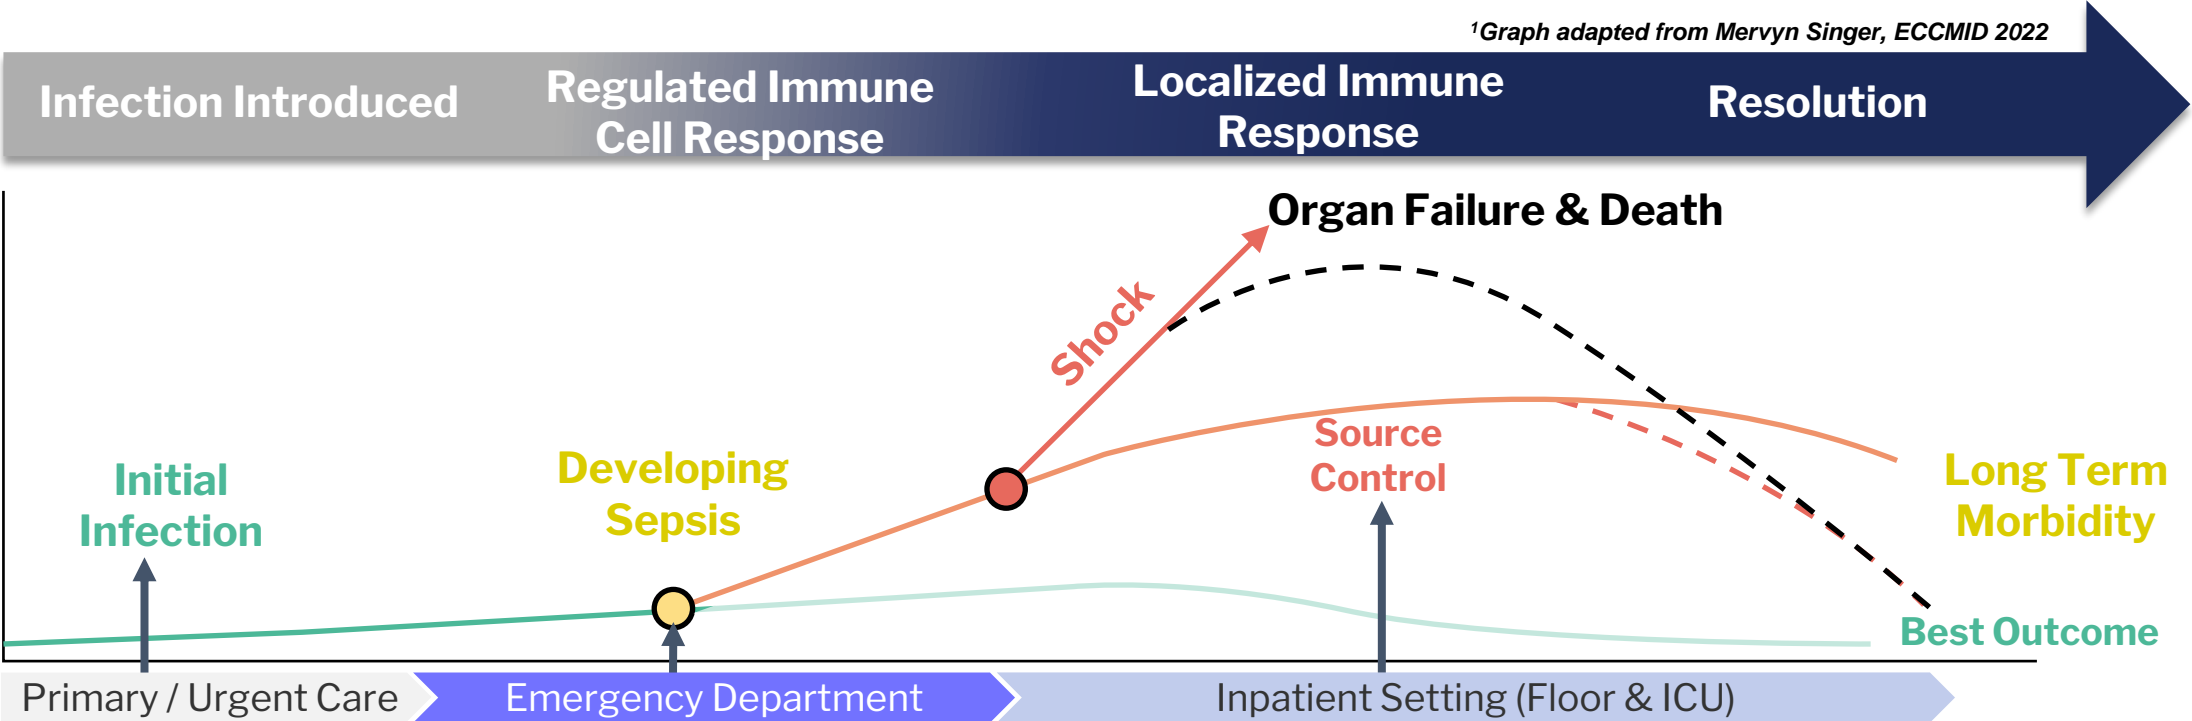 ¹Graph adapted from Mervyn Singer, ECCMID 2022
Infection Introduced
Regulated Immune
Cell Response
Localized Immune
Response
Resolution
Organ Failure & Death
Shock
Source
Control
Developing
Sepsis
Initial
Infection
Long Term
Morbidity
Best Outcome
Primary / Urgent Care
Emergency Department
Inpatient Setting (Floor & ICU)